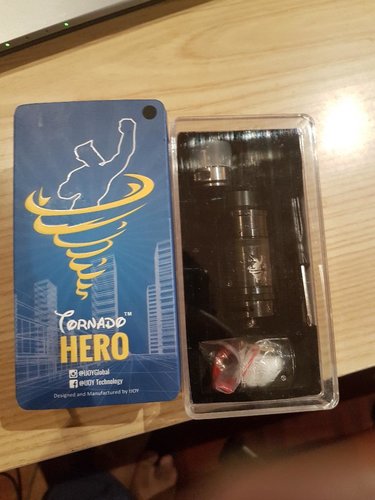 TORNADO™
HERO
@IJOYGlobal
@IJOY Technology
Designed and Manufactured by IJOY